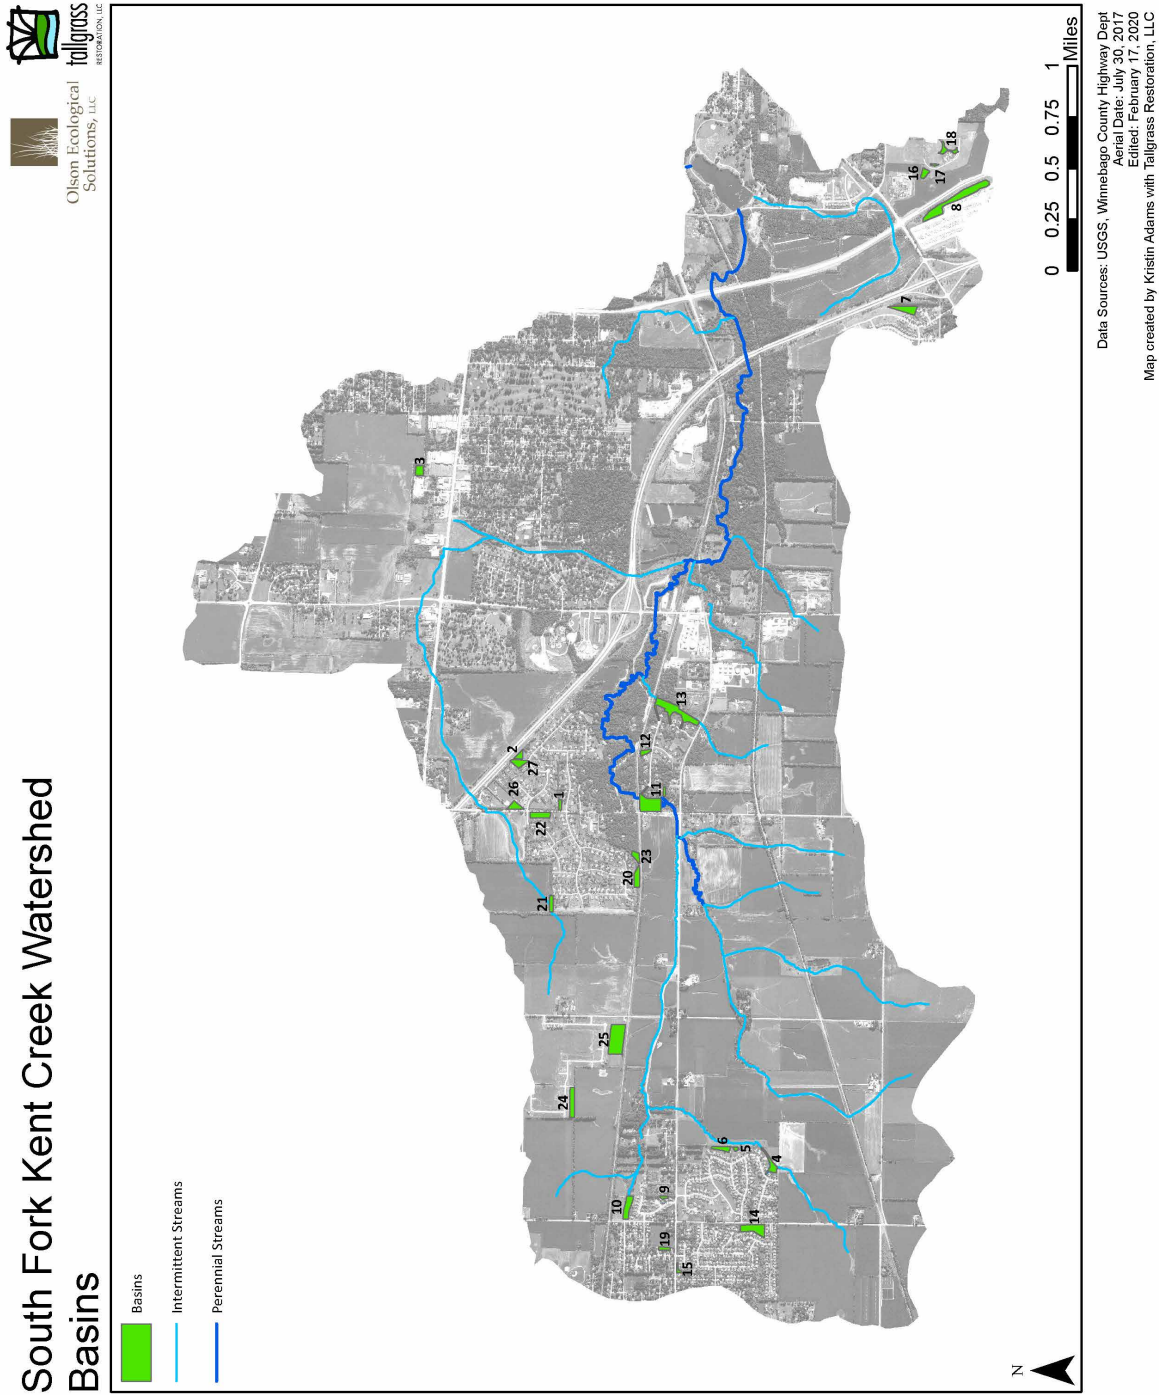 South Fork Kent Creek Watershed
Basins
Olson Ecological
Solutions, LLC
tallgrass
RESTORATION, LLC
Basins
Intermittent Streams
Perennial Streams
24
25
21
26
2
27
22
1
3
20
23
11
12
13
10
9
19
15
6
5
4
14
7
8
16
17
18
N
0 0.25 0.5 0.75 1
Miles
Data Sources: USGS, Winnebago County Highway Dept
Aerial Date: July 30, 2017
Edited: February 17, 2020
Map created by Kristin Adams with Tallgrass Restoration, LLC